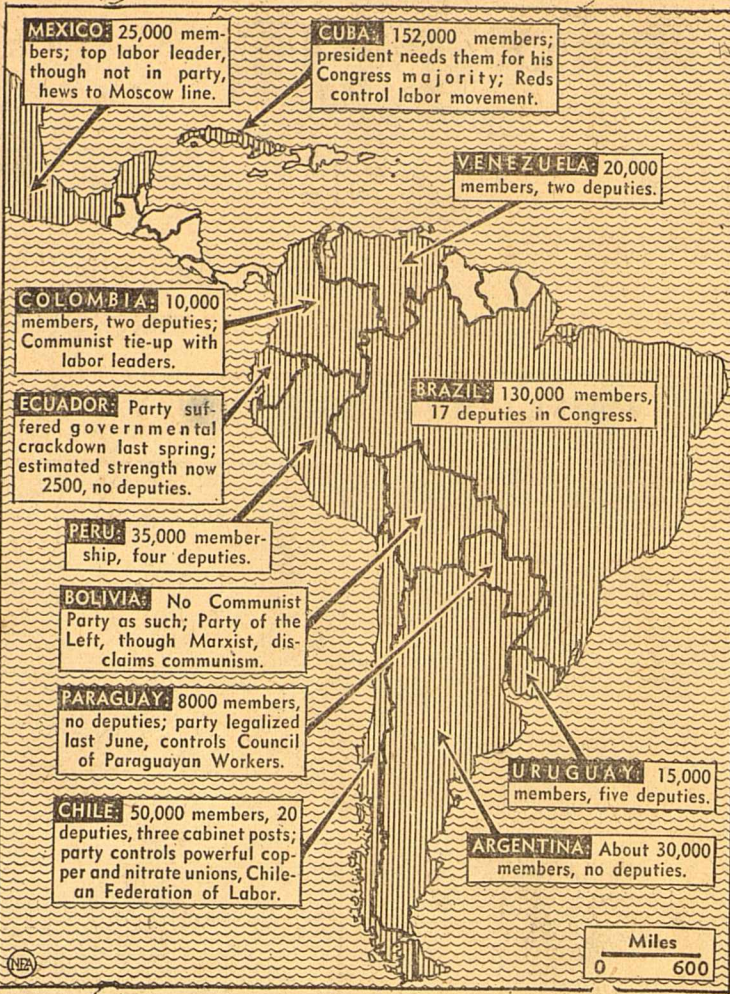 MEXICO: 25,000 mem-
bers; top labor leader,
though not in party,
hews to Moscow line.
CUBA: 152,000 members;
president needs them for his
Congress majority; Reds
control labor movement.
VENEZUELA: 20,000
members, two deputies.
COLOMBIA: 10,000
members, two deputies;
Communist tie-up with
labor leaders.
BRAZIL: 130,000 members,
17 deputies in Congress.
ECUADOR: Party suf-
fered governmental
crackdown last spring;
estimated strength now
2500, no deputies.
PERU: 35,000 member-
ship, four deputies.
BOLIVIA: No Communist
Party as such; Party of the
Left, though Marxist, dis-
claims communism.
PARAGUAY: 8000 members,
no deputies; party legalized
last June, controls Council
of Paraguayan Workers.
URUGUAY: 15,000
members, five deputies.
CHILE: 50,000 members, 20
deputies, three cabinet posts;
party controls powerful cop-
per and nitrate unions, Chile-
an Federation of Labor.
ARGENTINA: About 30,000
members, no deputies.
Miles
0 600
NEA